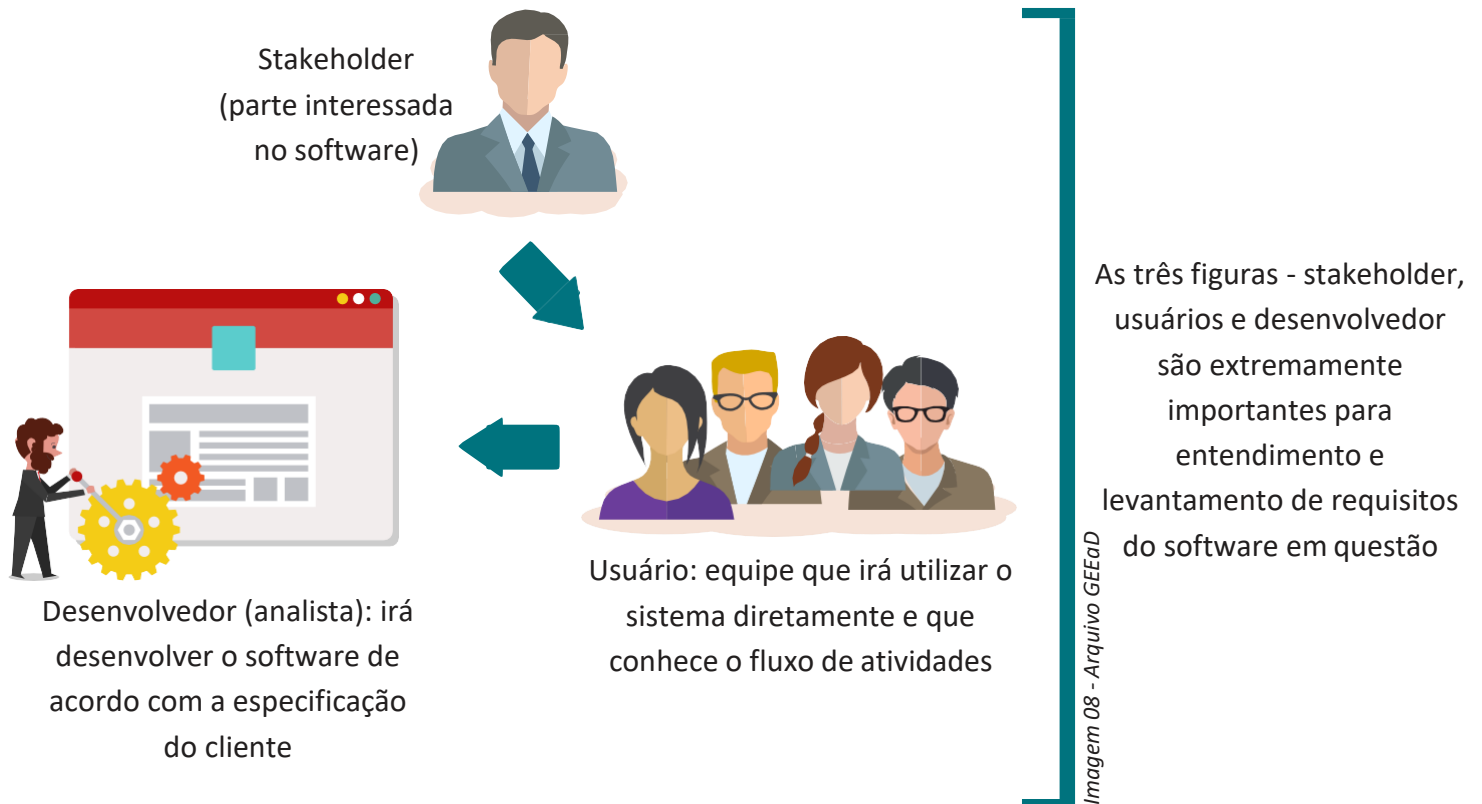 Stakeholder
(parte interessada
no software)
Desenvolvedor (analista): irá
desenvolver o software de
acordo com a especificação
do cliente
Usuário: equipe que irá utilizar o
sistema diretamente e que
conhece o fluxo de atividades
As três figuras - stakeholder,
usuários e desenvolvedor
são extremamente
importantes para
entendimento e
levantamento de requisitos
do software em questão
Imagem 08 - Arquivo GEEaD